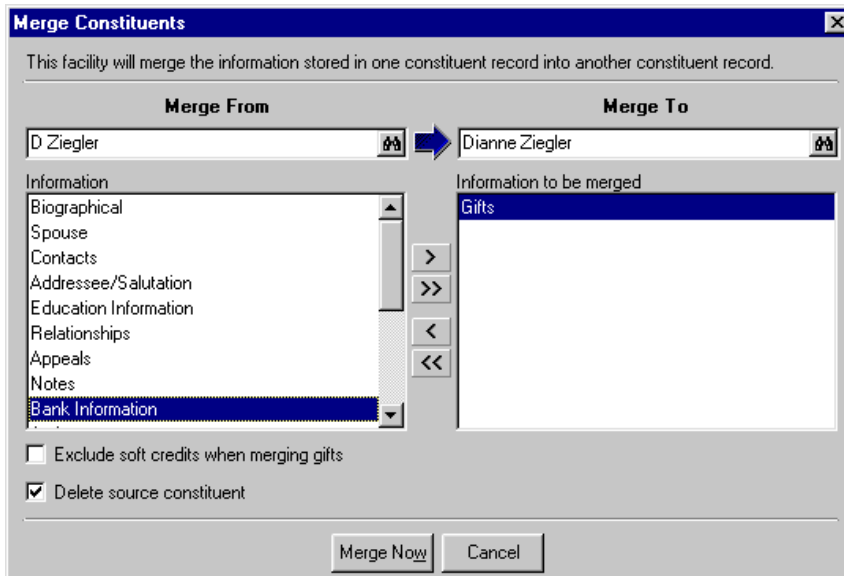 Merge Constituents
This facility will merge the information stored in one constituent record into another constituent record.
Merge From
Merge To
D Ziegler
Dianne Ziegler
Information
Information to be merged
Biographical
Spouse
Contacts
Addressee/Salutation
Education Information
Relationships
Appeals
Notes
Bank Information
Gifts
>
>>
<
<<
Exclude soft credits when merging gifts
Delete source constituent
Merge Now
Cancel